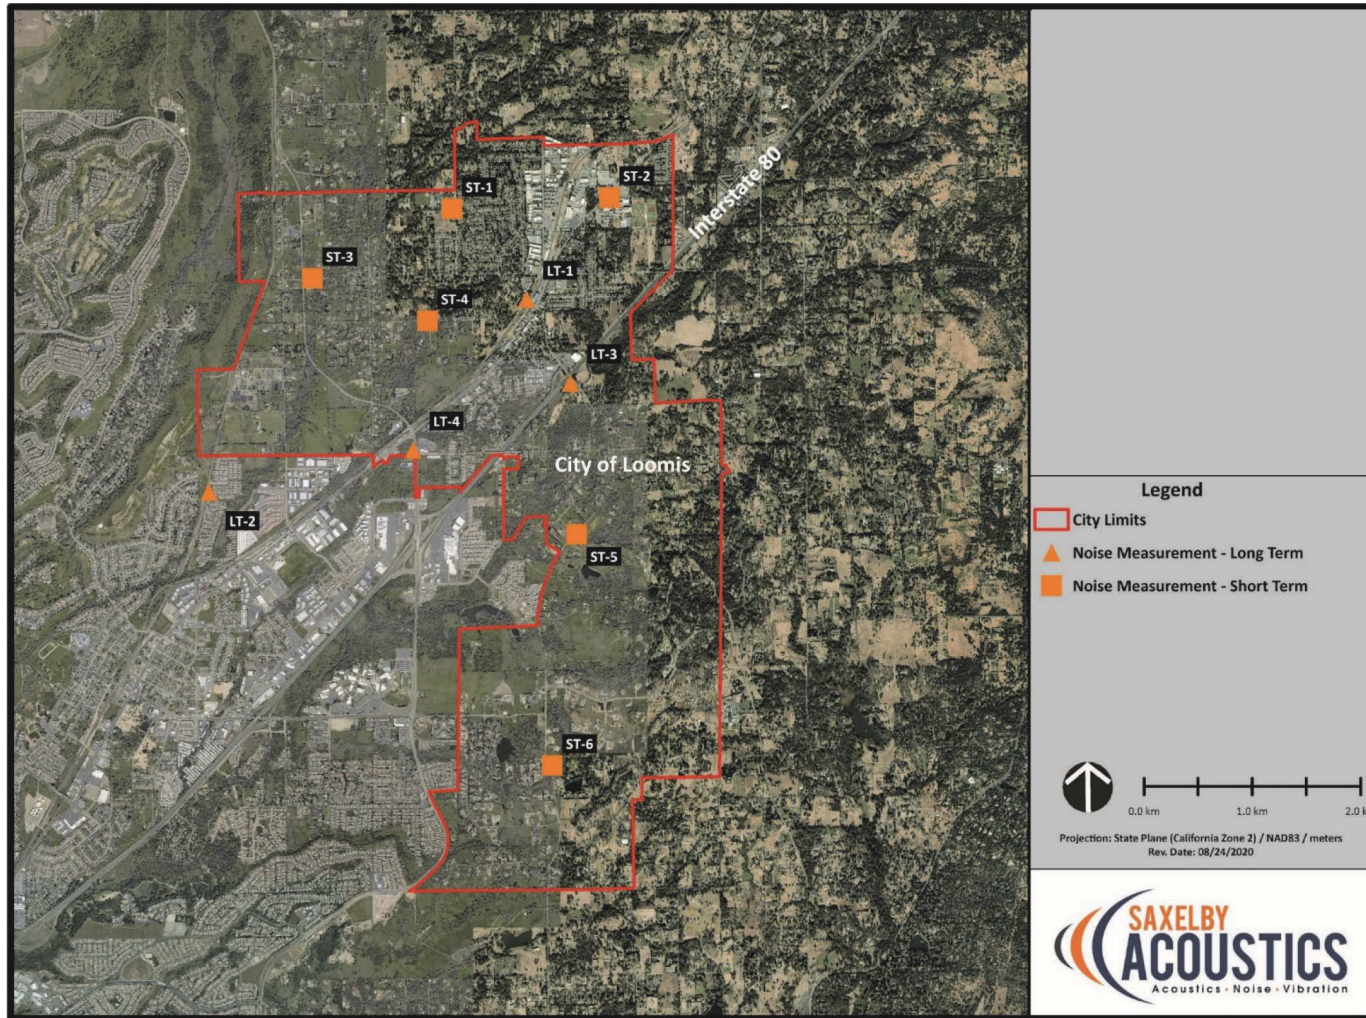 ST-1
ST-2
Interstate 80
ST-3
LT-1
ST-4
LT-3
LT-4
City of Loomis
LT-2
ST-5
ST-6
Legend
City Limits
Noise Measurement - Long Term
Noise Measurement - Short Term
0.0 km 1.0 km 2.0 k
Projection: State Plane (California Zone 2) / NAD83 / meters
Rev. Date: 08/24/2020
SAXELBY
ACOUSTICS
Acoustics • Noise • Vibration